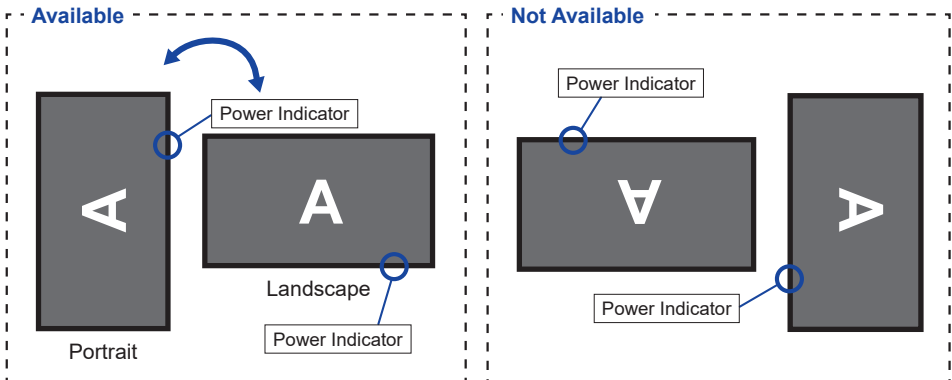 Available
Power Indicator
A
A
Landscape
Power Indicator
Portrait
Not Available
Power Indicator
A
A
Power Indicator